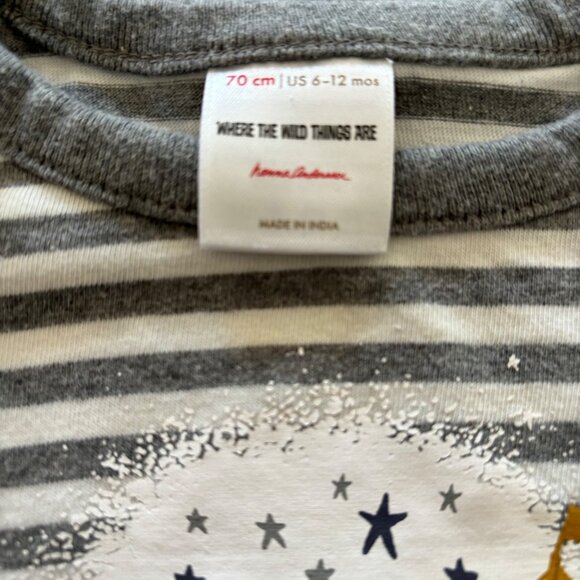 70 cm | US 6-12 mos
WHERE THE WILD THINGS ARE
hanna andersson
MADE IN INDIA